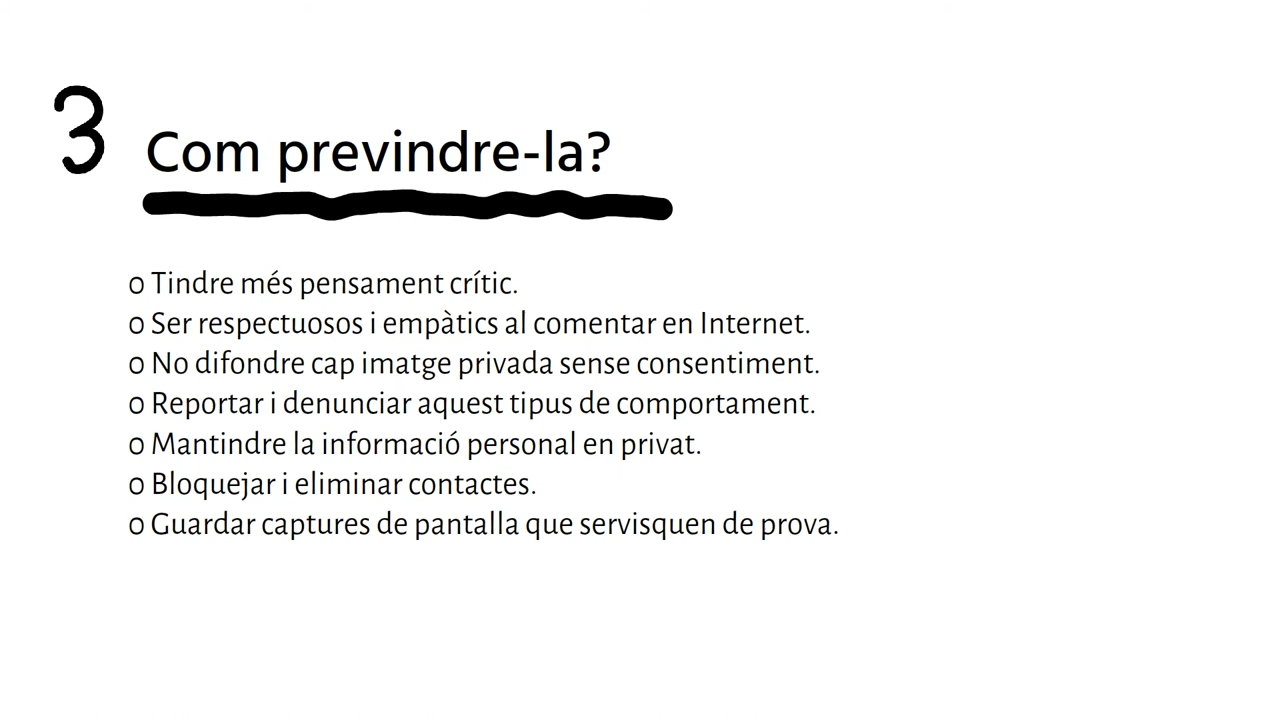 3
Com previndre-la?
o Tindre més pensament crític.
o Ser respectuosos i empàtics al comentar en Internet.
o No difondre cap imatge privada sense consentiment.
o Reportar i denunciar aquest tipus de comportament.
o Mantindre la informació personal en privat.
o Bloquejar i eliminar contactes.
o Guardar captures de pantalla que servisquen de prova.